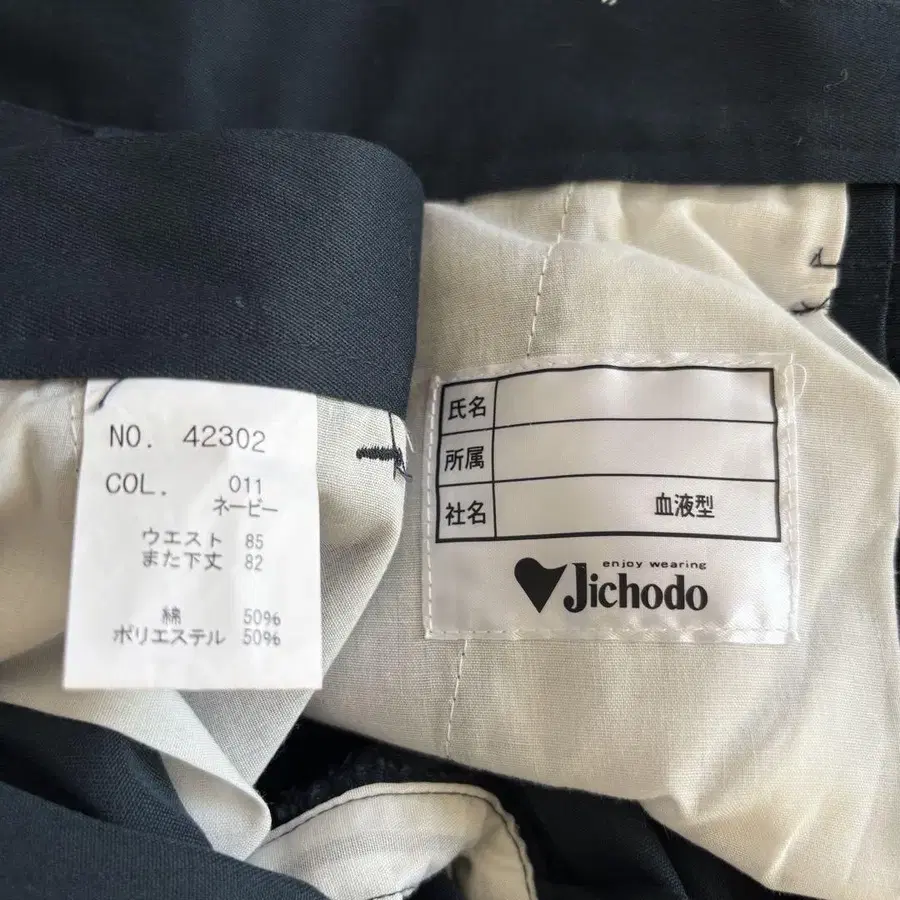 NO. 42302
COL. 011
ネービー
ウエスト 85
また下丈 82
綿 50%
ポリエステル 50%
氏名
所属
社名 血液型
enjoy wearing
Jichodo